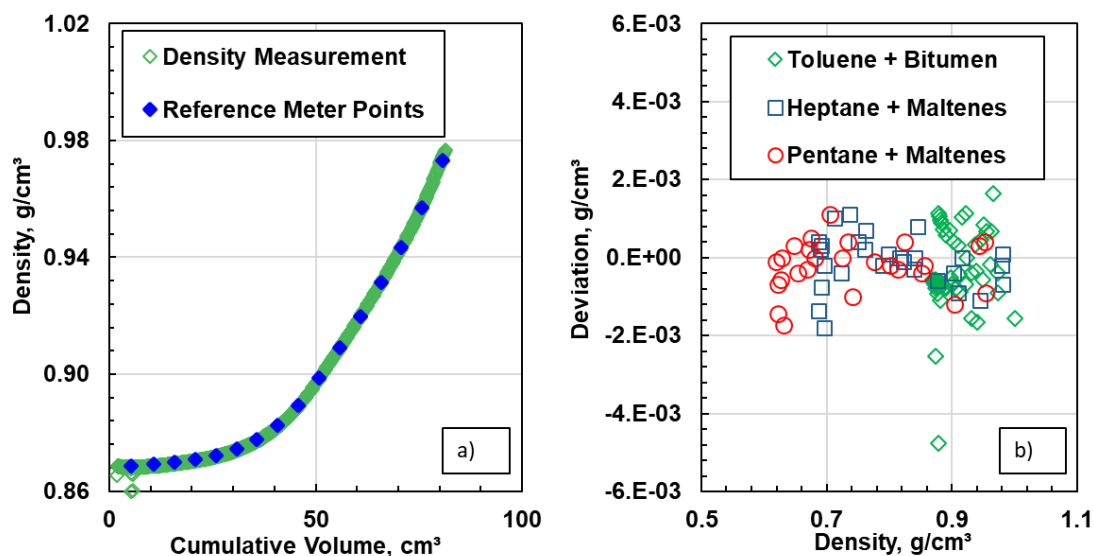 1.02
0.98
0.94
0.90
0.86
Density, g/cm³
Density Measurement
Reference Meter Points
a)
0
50
100
Cumulative Volume, cm³
6.E-03
4.E-03
2.E-03
0.E+00
-2.E-03
-4.E-03
-6.E-03
Deviation, g/cm³
Toluene + Bitumen
Heptane + Maltenes
Pentane + Maltenes
b)
0.5
0.7
0.9
1.1
Density, g/cm³